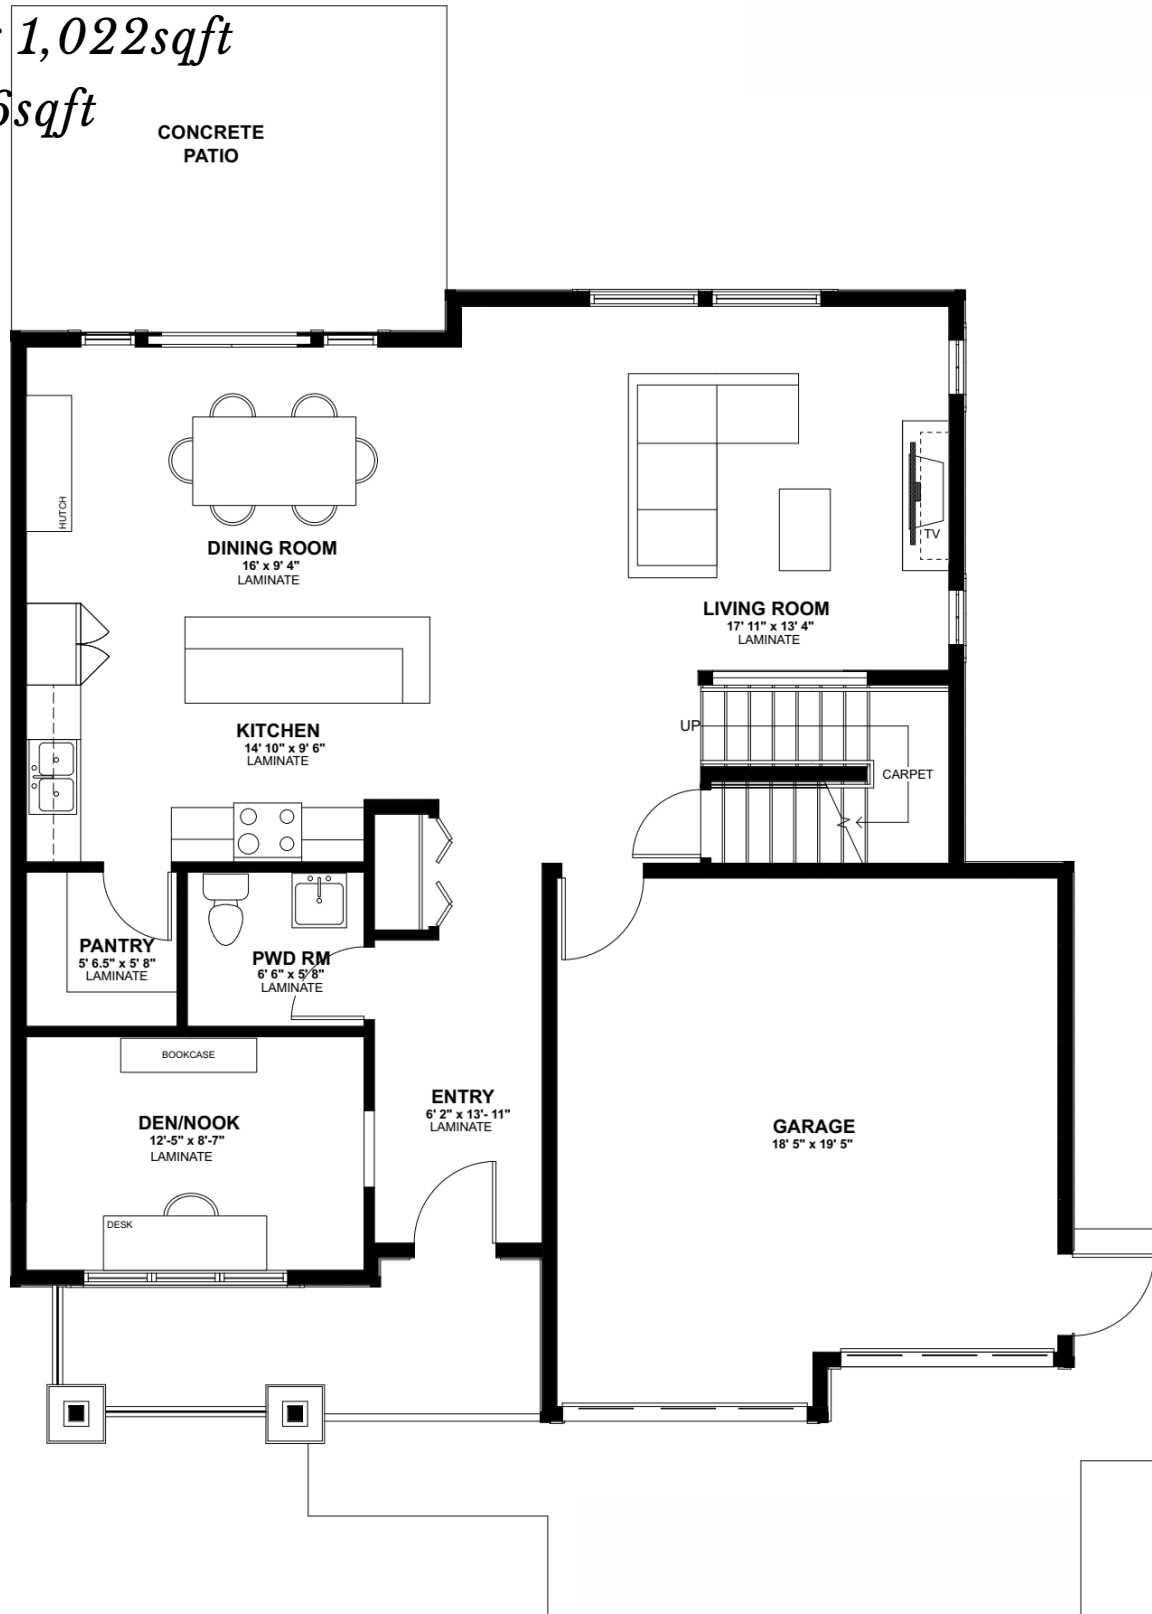 1,022sqft
sqft
CONCRETE
PATIO
HUTCH
DINING ROOM
16' x 9' 4"
LAMINATE
TV
LIVING ROOM
17' 11" x 13' 4"
LAMINATE
KITCHEN
14' 10" x 9' 6"
LAMINATE
UP
CARPET
PANTRY
5' 6.5" x 5' 8"
LAMINATE
PWD RM
6' 6" x 5' 8"
LAMINATE
BOOKCASE
DEN/NOOK
12'-5" x 8'-7"
LAMINATE
ENTRY
6' 2" x 13'- 11"
LAMINATE
GARAGE
18' 5" x 19' 5"
DESK